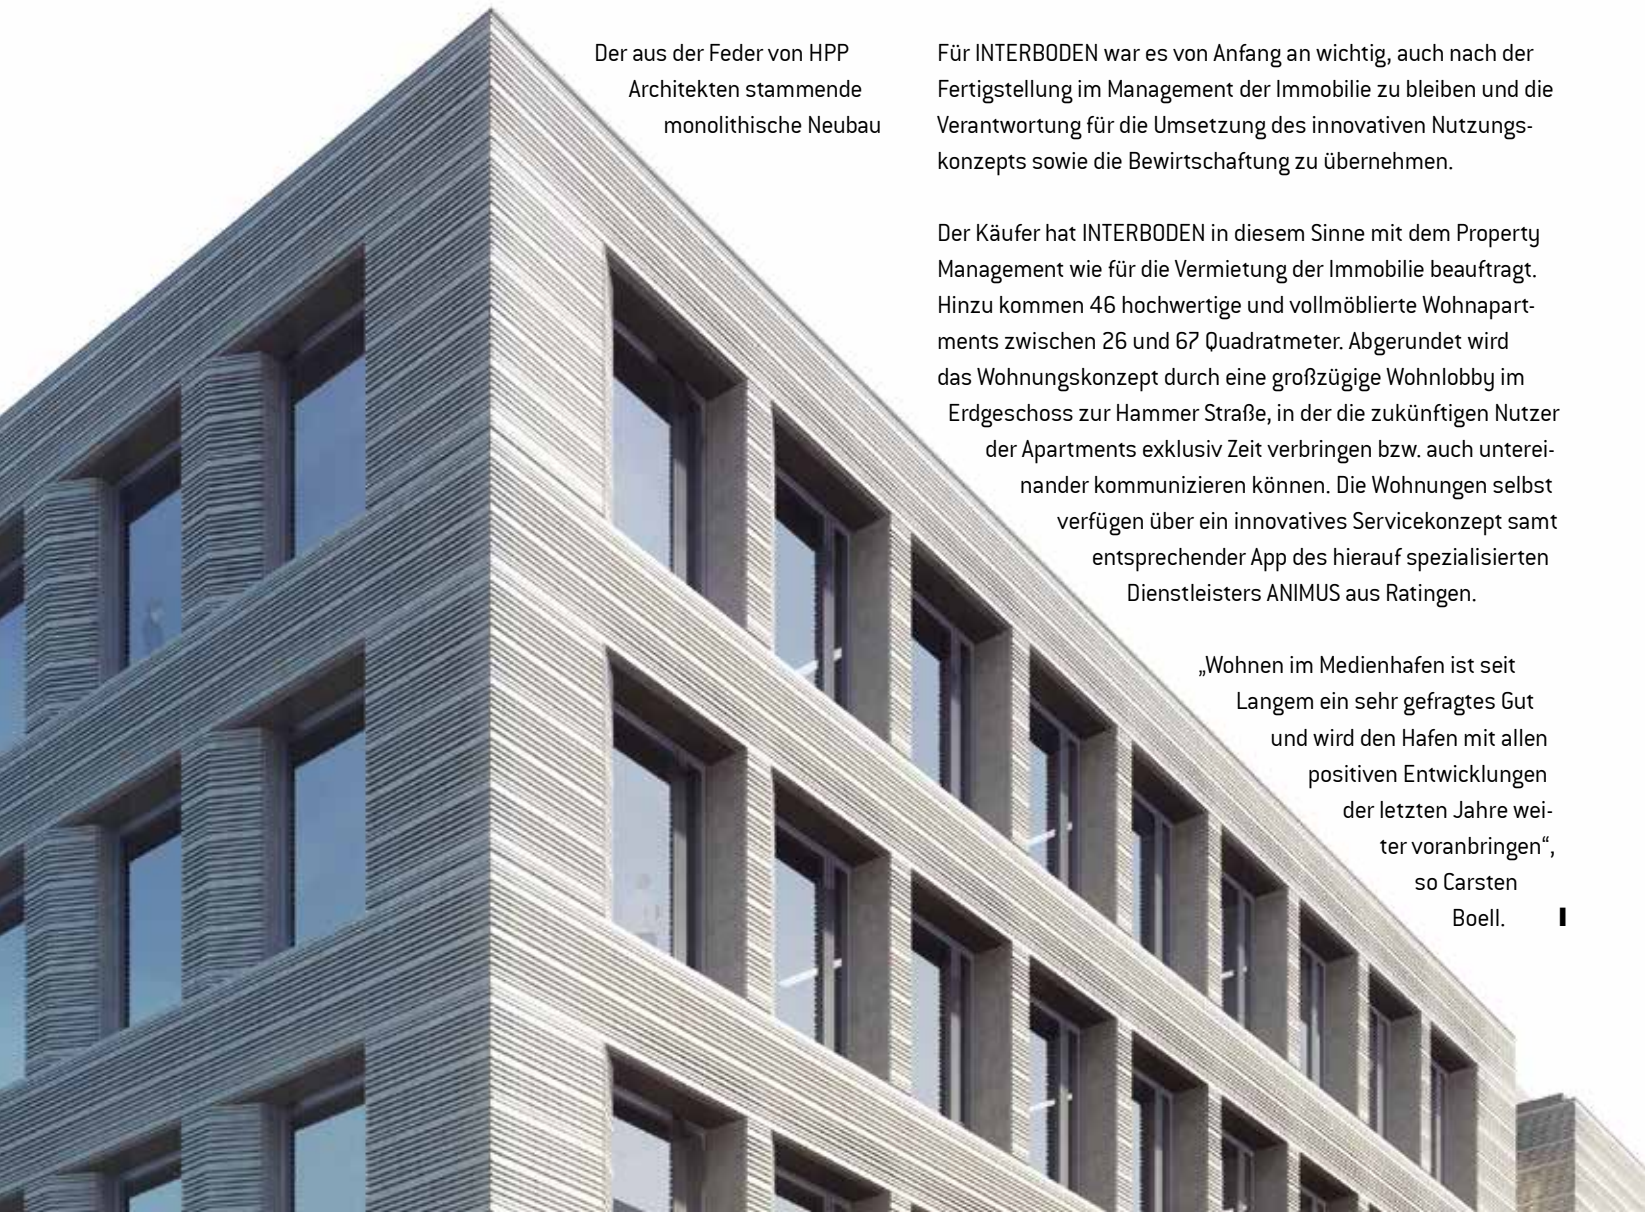 Der aus der Feder von HPP
Architekten stammende
monolithische Neubau
Für INTERBODEN war es von Anfang an wichtig, auch nach der
Fertigstellung im Management der Immobilie zu bleiben und die
Verantwortung für die Umsetzung des innovativen Nutzungs-
konzepts sowie die Bewirtschaftung zu übernehmen.
Der Käufer hat INTERBODEN in diesem Sinne mit dem Property
Management wie für die Vermietung der Immobilie beauftragt.
Hinzu kommen 46 hochwertige und vollmöblierte Wohnapart-
ments zwischen 26 und 67 Quadratmeter. Abgerundet wird
das Wohnungskonzept durch eine großzügige Wohnlobby im
Erdgeschoss zur Hammer Straße, in der die zukünftigen Nutzer
der Apartments exklusiv Zeit verbringen bzw. auch unterei-
nander kommunizieren können. Die Wohnungen selbst
verfügen über ein innovatives Servicekonzept samt
entsprechender App des hierauf spezialisierten
Dienstleisters ANIMUS aus Ratingen.
„Wohnen im Medienhafen ist seit
Langem ein sehr gefragtes Gut
und wird den Hafen mit allen
positiven Entwicklungen
der letzten Jahre wei-
ter voranbringen“,
so Carsten
Boell.